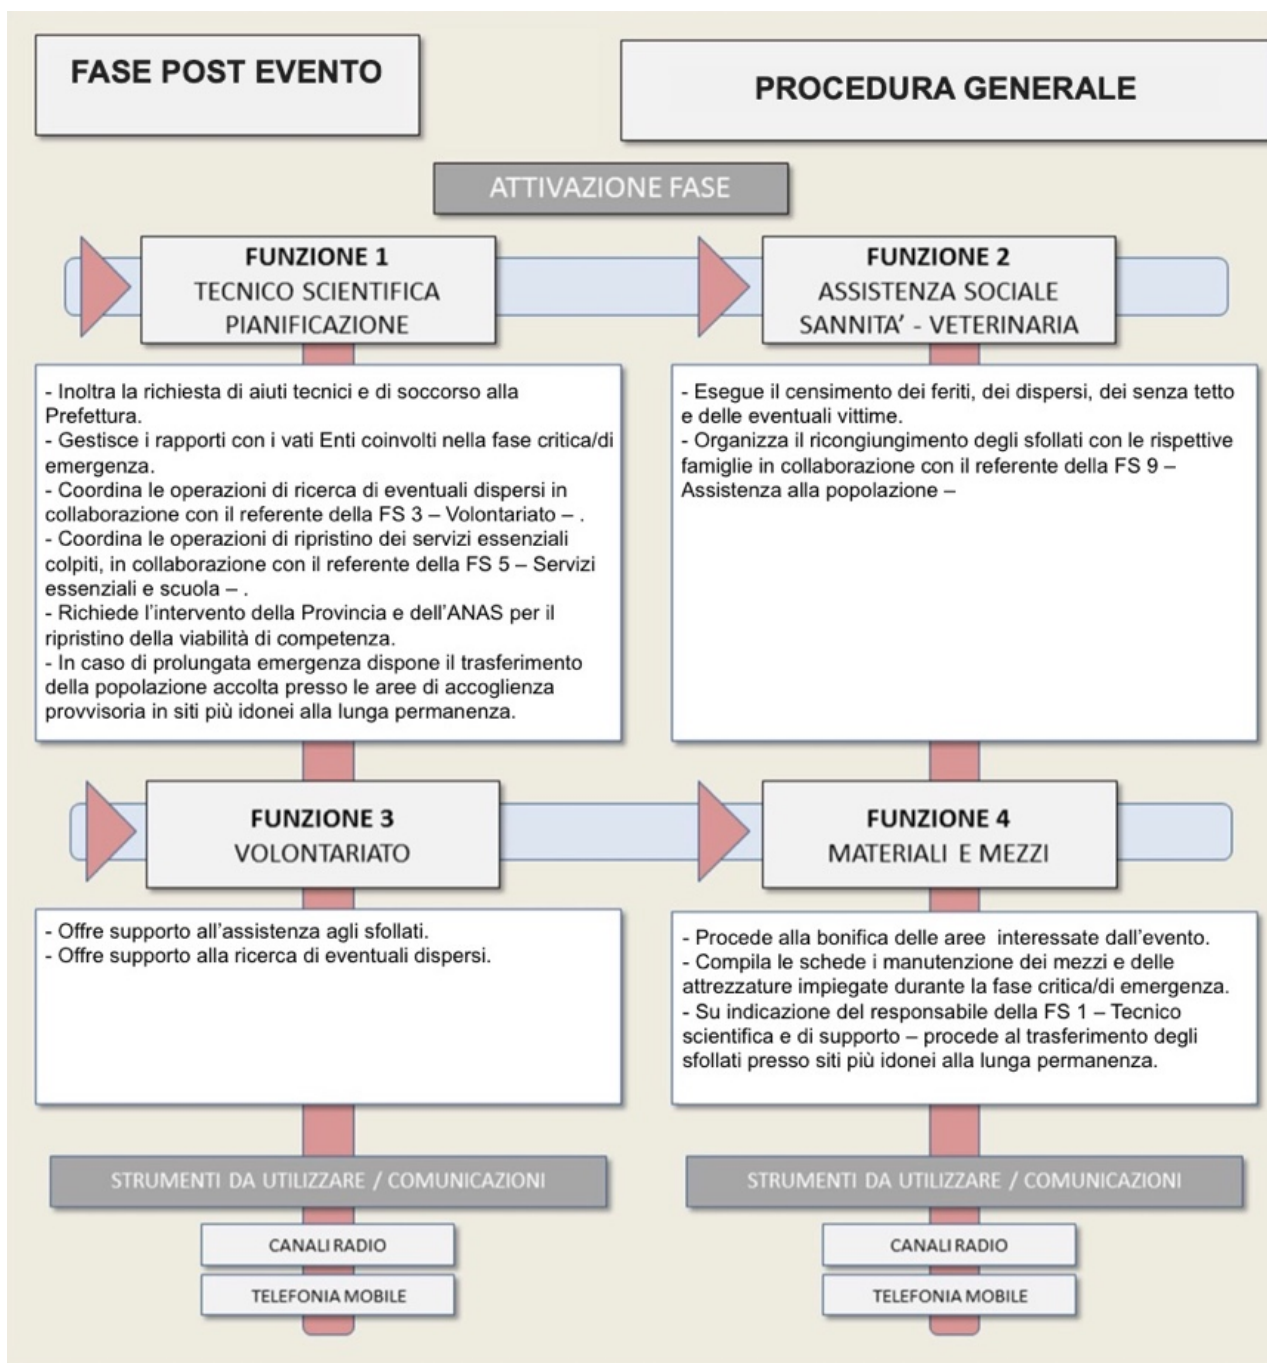 FASE POST EVENTO
PROCEDURA GENERALE
ATTIVAZIONE FASE
FUNZIONE 1
TECNICO SCIENTIFICA
PIANIFICAZIONE
FUNZIONE 2
ASSISTENZA SOCIALE
SANNITA’ - VETERINARIA
- Inoltra la richiesta di aiuti tecnici e di soccorso alla
Prefettura.
- Gestisce i rapporti con i vati Enti coinvolti nella fase critica/di
emergenza.
- Coordina le operazioni di ricerca di eventuali dispersi in
collaborazione con il referente della FS 3 – Volontariato – .
- Coordina le operazioni di ripristino dei servizi essenziali
colpiti, in collaborazione con il referente della FS 5 – Servizi
essenziali e scuola – .
- Richiede l’intervento della Provincia e dell’ANAS per il
ripristino della viabilità di competenza.
- In caso di prolungata emergenza dispone il trasferimento
della popolazione accolta presso le aree di accoglienza
provvisoria in siti più idonei alla lunga permanenza.
- Esegue il censimento dei feriti, dei dispersi, dei senza tetto
e delle eventuali vittime.
- Organizza il ricongiungimento degli sfollati con le rispettive
famiglie in collaborazione con il referente della FS 9 –
Assistenza alla popolazione –
FUNZIONE 3
VOLONTARIATO
FUNZIONE 4
MATERIALI E MEZZI
- Offre supporto all’assistenza agli sfollati.
- Offre supporto alla ricerca di eventuali dispersi.
- Procede alla bonifica delle aree interessate dall’evento.
- Compila le schede i manutenzione dei mezzi e delle
attrezzature impiegate durante la fase critica/di emergenza.
- Su indicazione del responsabile della FS 1 – Tecnico
scientifica e di supporto – procede al trasferimento degli
sfollati presso siti più idonei alla lunga permanenza.
STRUMENTI DA UTILIZZARE / COMUNICAZIONI
CANALI RADIO
TELEFONIA MOBILE
STRUMENTI DA UTILIZZARE / COMUNICAZIONI
CANALI RADIO
TELEFONIA MOBILE